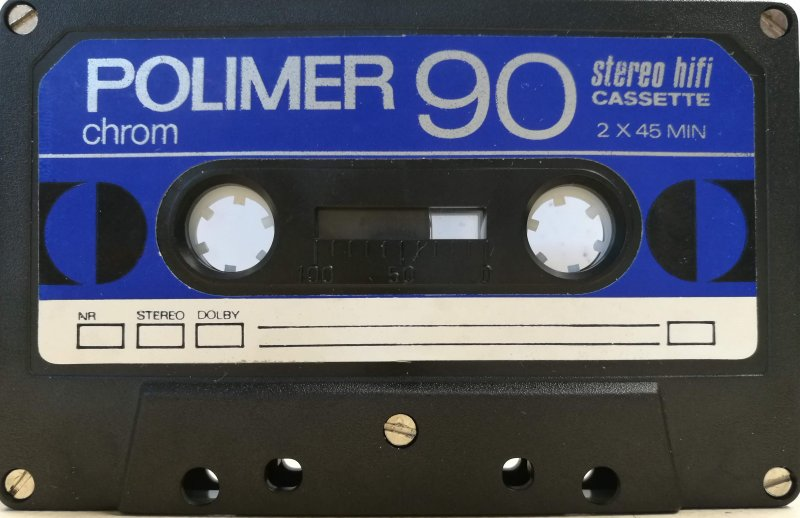 POLIMER 90 stereo hifi
CASSETTE
chrom 2 X 45 MIN
100 50 0
NR STEREO DOLBY